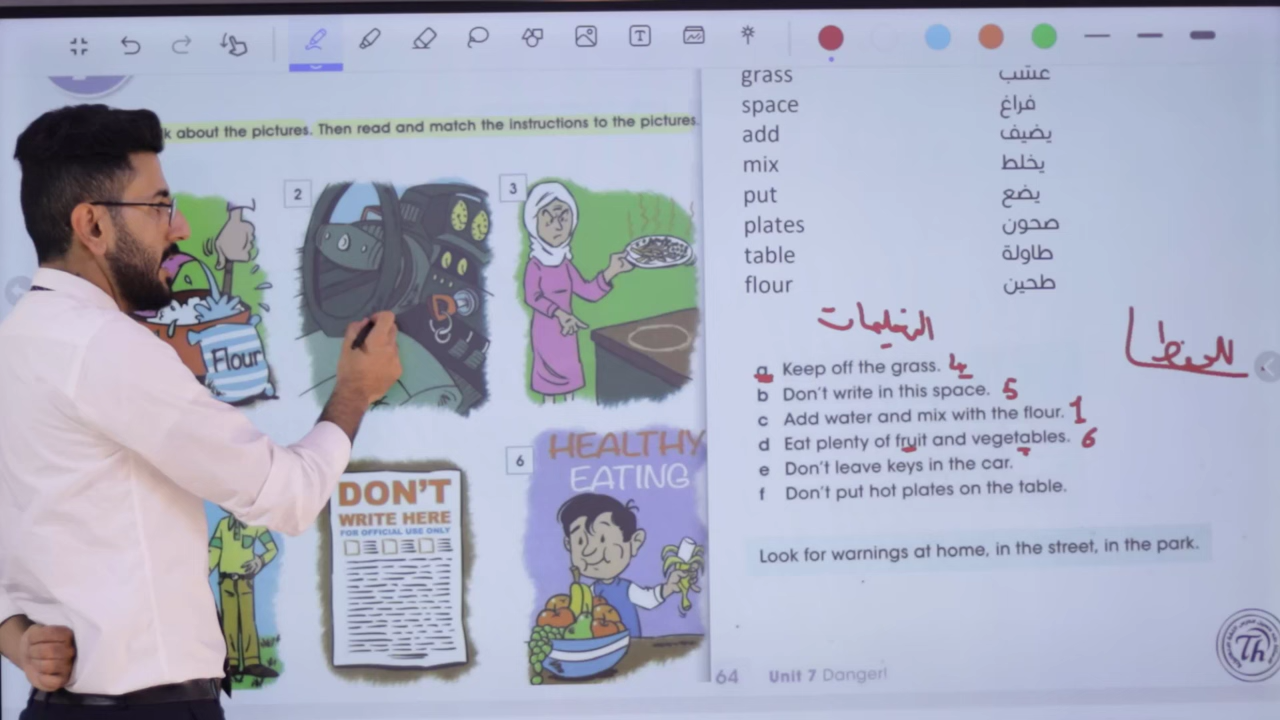 k about the pictures. Then read and match the instructions to the pictures.
2
3
Flour
6
HEALTHY
EATING
DON'T
WRITE HERE
FOR OFFICIAL USE ONLY
grass عشب
space فراغ
add يضيف
mix يخلط
put يضع
plates صحون
table طاولة
flour طحين
التعليمات
للحفظ
a Keep off the grass. 4
b Don't write in this space. 5
c Add water and mix with the flour. 1
d Eat plenty of fruit and vegetables. 6
e Don't leave keys in the car.
f Don't put hot plates on the table.
Look for warnings at home, in the street, in the park.
64 Unit 7 Danger!
Th